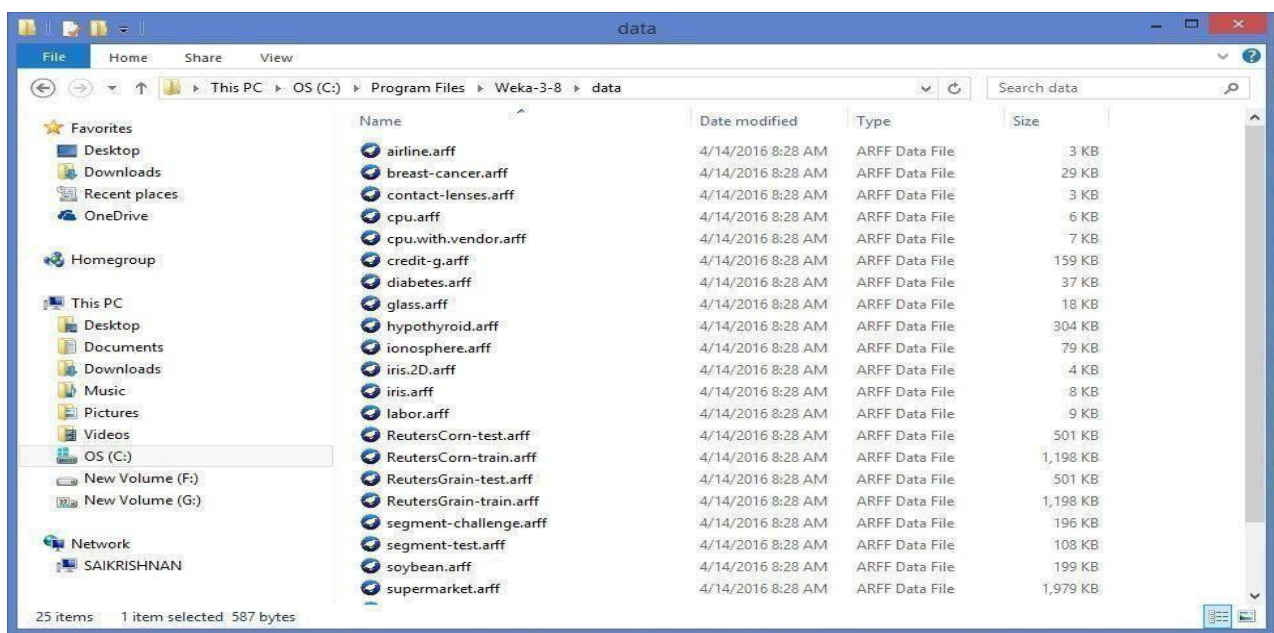 data
File Home Share View
This PC OS (C:) Program Files Weka-3-8 data
Search data
Favorites
Desktop
Downloads
Recent places
OneDrive
Homegroup
This PC
Desktop
Documents
Downloads
Music
Pictures
Videos
OS (C:)
New Volume (F:)
New Volume (G:)
Network
SAIKRISHNAN
Name Date modified Type Size
airline.arff 4/14/2016 8:28 AM ARFF Data File 3 KB
breast-cancer.arff 4/14/2016 8:28 AM ARFF Data File 29 KB
contact-lenses.arff 4/14/2016 8:28 AM ARFF Data File 3 KB
cpu.arff 4/14/2016 8:28 AM ARFF Data File 6 KB
cpu.with.vendor.arff 4/14/2016 8:28 AM ARFF Data File 7 KB
credit-g.arff 4/14/2016 8:28 AM ARFF Data File 159 KB
diabetes.arff 4/14/2016 8:28 AM ARFF Data File 37 KB
glass.arff 4/14/2016 8:28 AM ARFF Data File 18 KB
hypothyroid.arff 4/14/2016 8:28 AM ARFF Data File 304 KB
ionosphere.arff 4/14/2016 8:28 AM ARFF Data File 79 KB
iris.2D.arff 4/14/2016 8:28 AM ARFF Data File 4 KB
iris.arff 4/14/2016 8:28 AM ARFF Data File 8 KB
labor.arff 4/14/2016 8:28 AM ARFF Data File 9 KB
ReutersCorn-test.arff 4/14/2016 8:28 AM ARFF Data File 501 KB
ReutersCorn-train.arff 4/14/2016 8:28 AM ARFF Data File 1,198 KB
ReutersGrain-test.arff 4/14/2016 8:28 AM ARFF Data File 501 KB
ReutersGrain-train.arff 4/14/2016 8:28 AM ARFF Data File 1,198 KB
segment-challenge.arff 4/14/2016 8:28 AM ARFF Data File 196 KB
segment-test.arff 4/14/2016 8:28 AM ARFF Data File 108 KB
soybean.arff 4/14/2016 8:28 AM ARFF Data File 199 KB
supermarket.arff 4/14/2016 8:28 AM ARFF Data File 1,979 KB
25 items 1 item selected 587 bytes